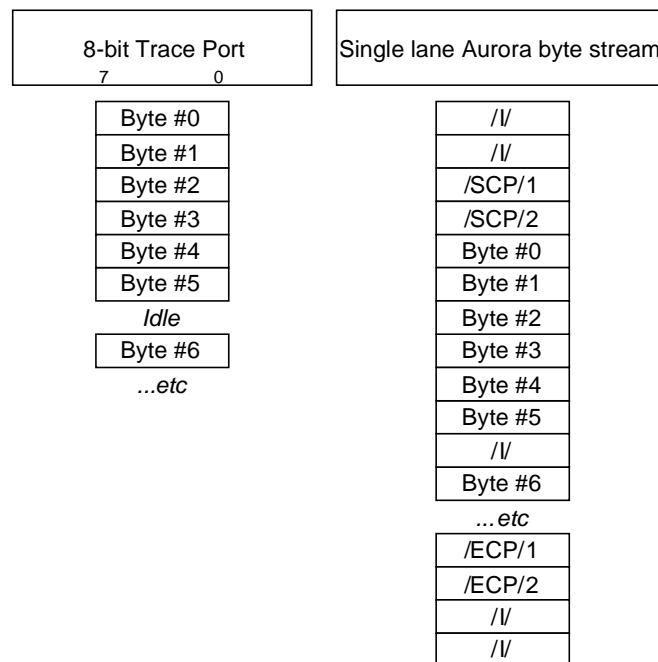 8-bit Trace Port
7 0
Byte #0
Byte #1
Byte #2
Byte #3
Byte #4
Byte #5
Idle
Byte #6
...etc
Single lane Aurora byte stream
/I/
/I/
/SCP/1
/SCP/2
Byte #0
Byte #1
Byte #2
Byte #3
Byte #4
Byte #5
/I/
Byte #6
...etc
/ECP/1
/ECP/2
/I/
/I/